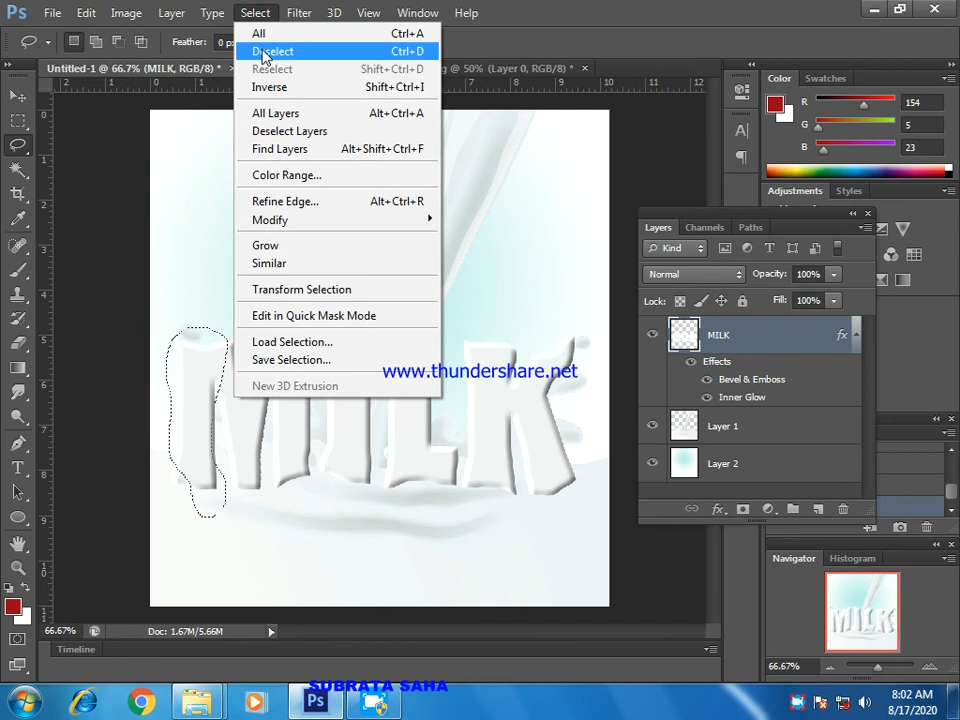 Ps File Edit Image Layer Type Select Filter 3D View Window Help
Feather: 0 p
Untitled-1 @ 66.7% (MILK, RGB/8) * × g @ 50% (Layer 0, RGB/8) * ×
All Ctrl+A
Deselect Ctrl+D
Reselect Shift+Ctrl+D
Inverse Shift+Ctrl+I
All Layers Alt+Ctrl+A
Deselect Layers
Find Layers Alt+Shift+Ctrl+F
Color Range...
Refine Edge... Alt+Ctrl+R
Modify
Grow
Similar
Transform Selection
Edit in Quick Mask Mode
Load Selection...
Save Selection...
New 3D Extrusion
MILK
www.thundershare.net
Color Swatches
R 154
G 5
B 23
Adjustments Styles
Layers Channels Paths
Kind
Normal Opacity: 100%
Lock: Fill: 100%
MILK fx
Effects
Bevel & Emboss
Inner Glow
Layer 1
Layer 2
Navigator Histogram
MILK
66.67%
66.67% Doc: 1.67M/5.66M
Timeline
SUBRATA SAHA
Ps
8:02 AM
8/17/2020